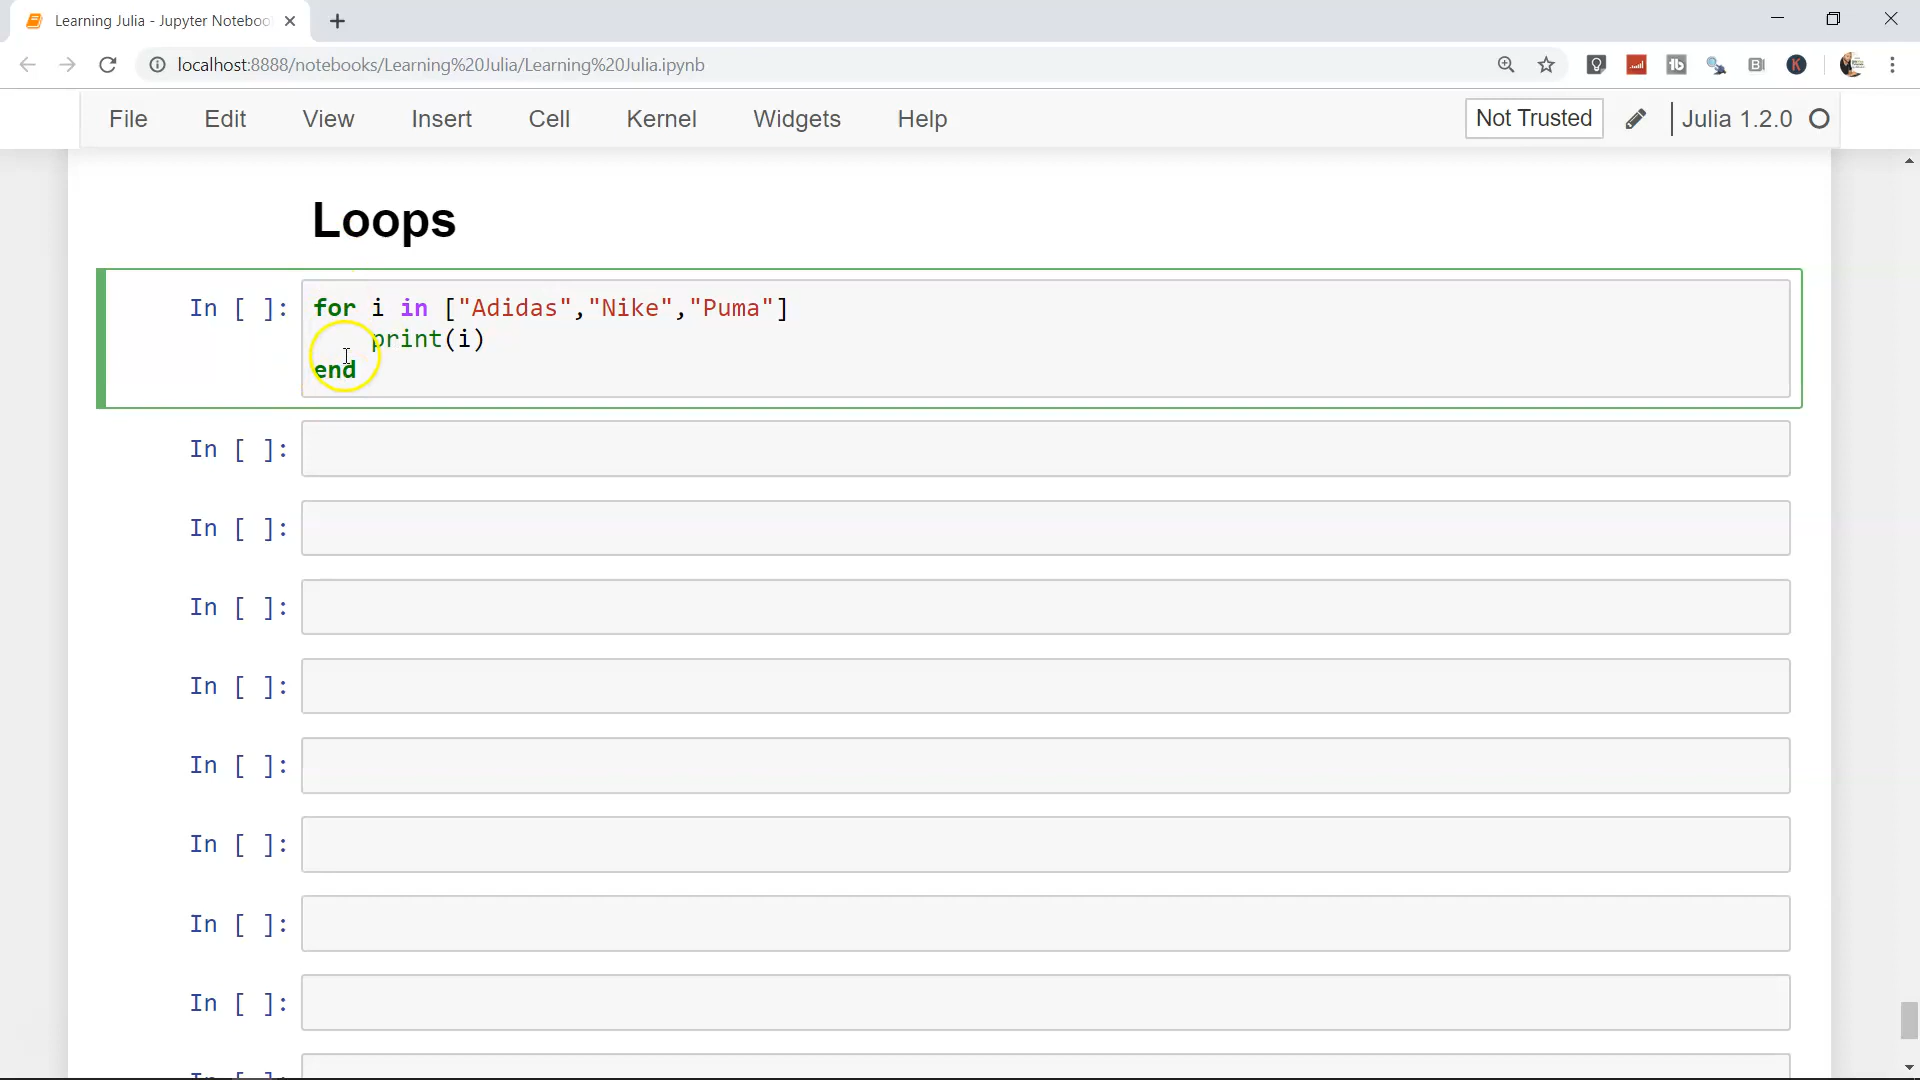 Learning Julia - Jupyter Noteboo
localhost:8888/notebooks/Learning%20Julia/Learning%20Julia.ipynb
File Edit View Insert Cell Kernel Widgets Help Not Trusted Julia 1.2.0
Loops
In [ ]: for i in ["Adidas","Nike","Puma"]
print(i)
end
In [ ]:
In [ ]:
In [ ]:
In [ ]:
In [ ]:
In [ ]:
In [ ]:
In [ ]: